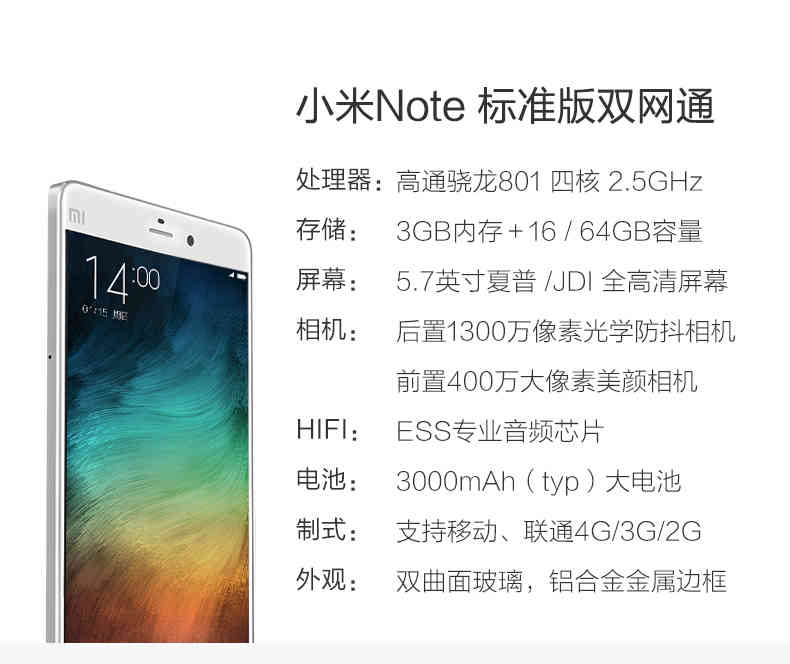 小米Note 标准版双网通
处理器：高通骁龙801 四核 2.5GHz
存储：3GB内存＋16 / 64GB容量
屏幕：5.7英寸夏普 /JDI 全高清屏幕
相机：后置1300万像素光学防抖相机
前置400万大像素美颜相机
HIFI：ESS专业音频芯片
电池：3000mAh（typ）大电池
制式：支持移动、联通4G/3G/2G
外观：双曲面玻璃，铝合金金属边框
MI
14:00
01/15